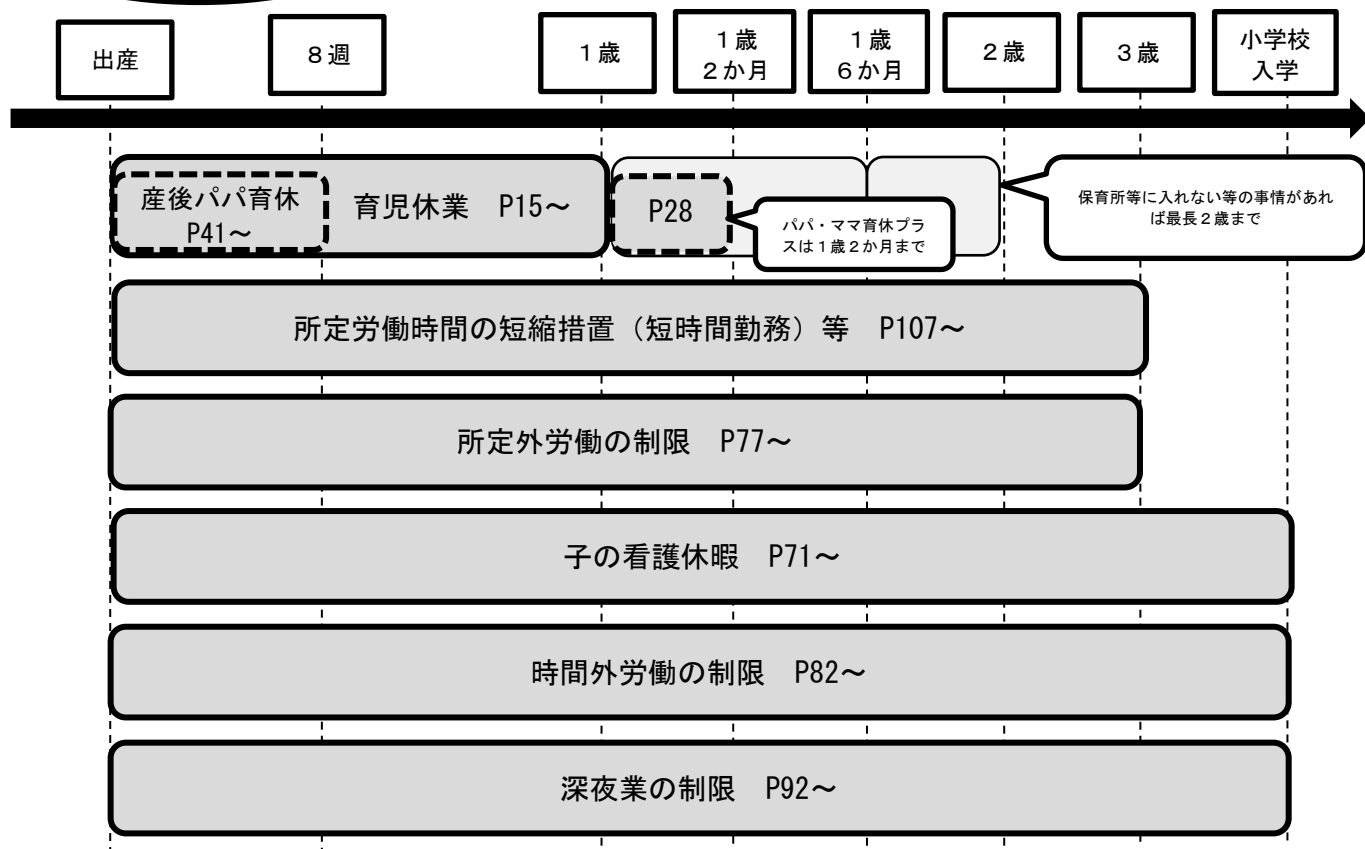 出産
８週
１歳
１歳
２か月
１歳
６か月
２歳
３歳
小学校
入学
産後パパ育休
P41～
育児休業　P15～
P28
パパ・ママ育休プラ
スは１歳２か月まで
保育所等に入れない等の事情があれ
ば最長２歳まで
所定労働時間の短縮措置（短時間勤務）等　P107～
所定外労働の制限　P77～
子の看護休暇　P71～
時間外労働の制限　P82～
深夜業の制限　P92～